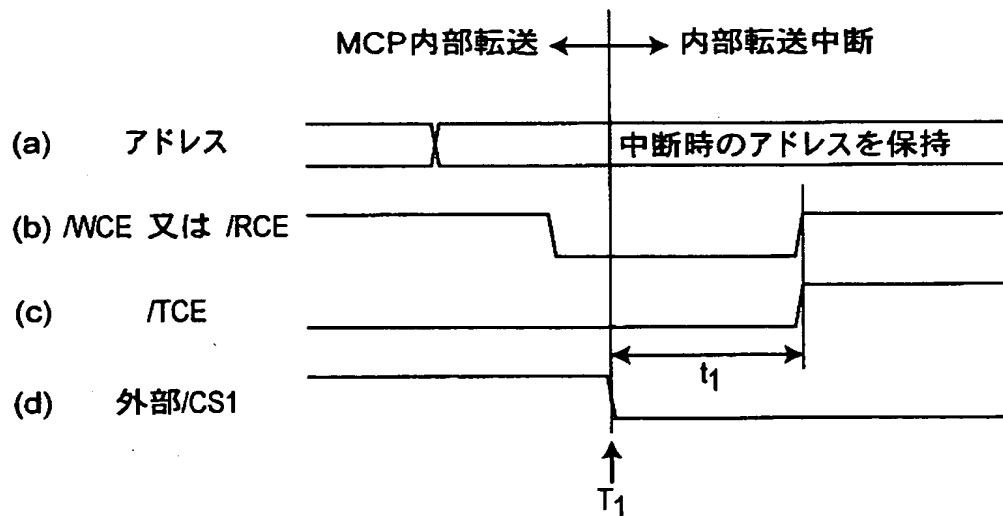 MCP内部転送 内部転送中断
(a) アドレス 中断時のアドレスを保持
(b) /WCE 又は /RCE
(c) /TCE
t1
(d) 外部/CS1
T1